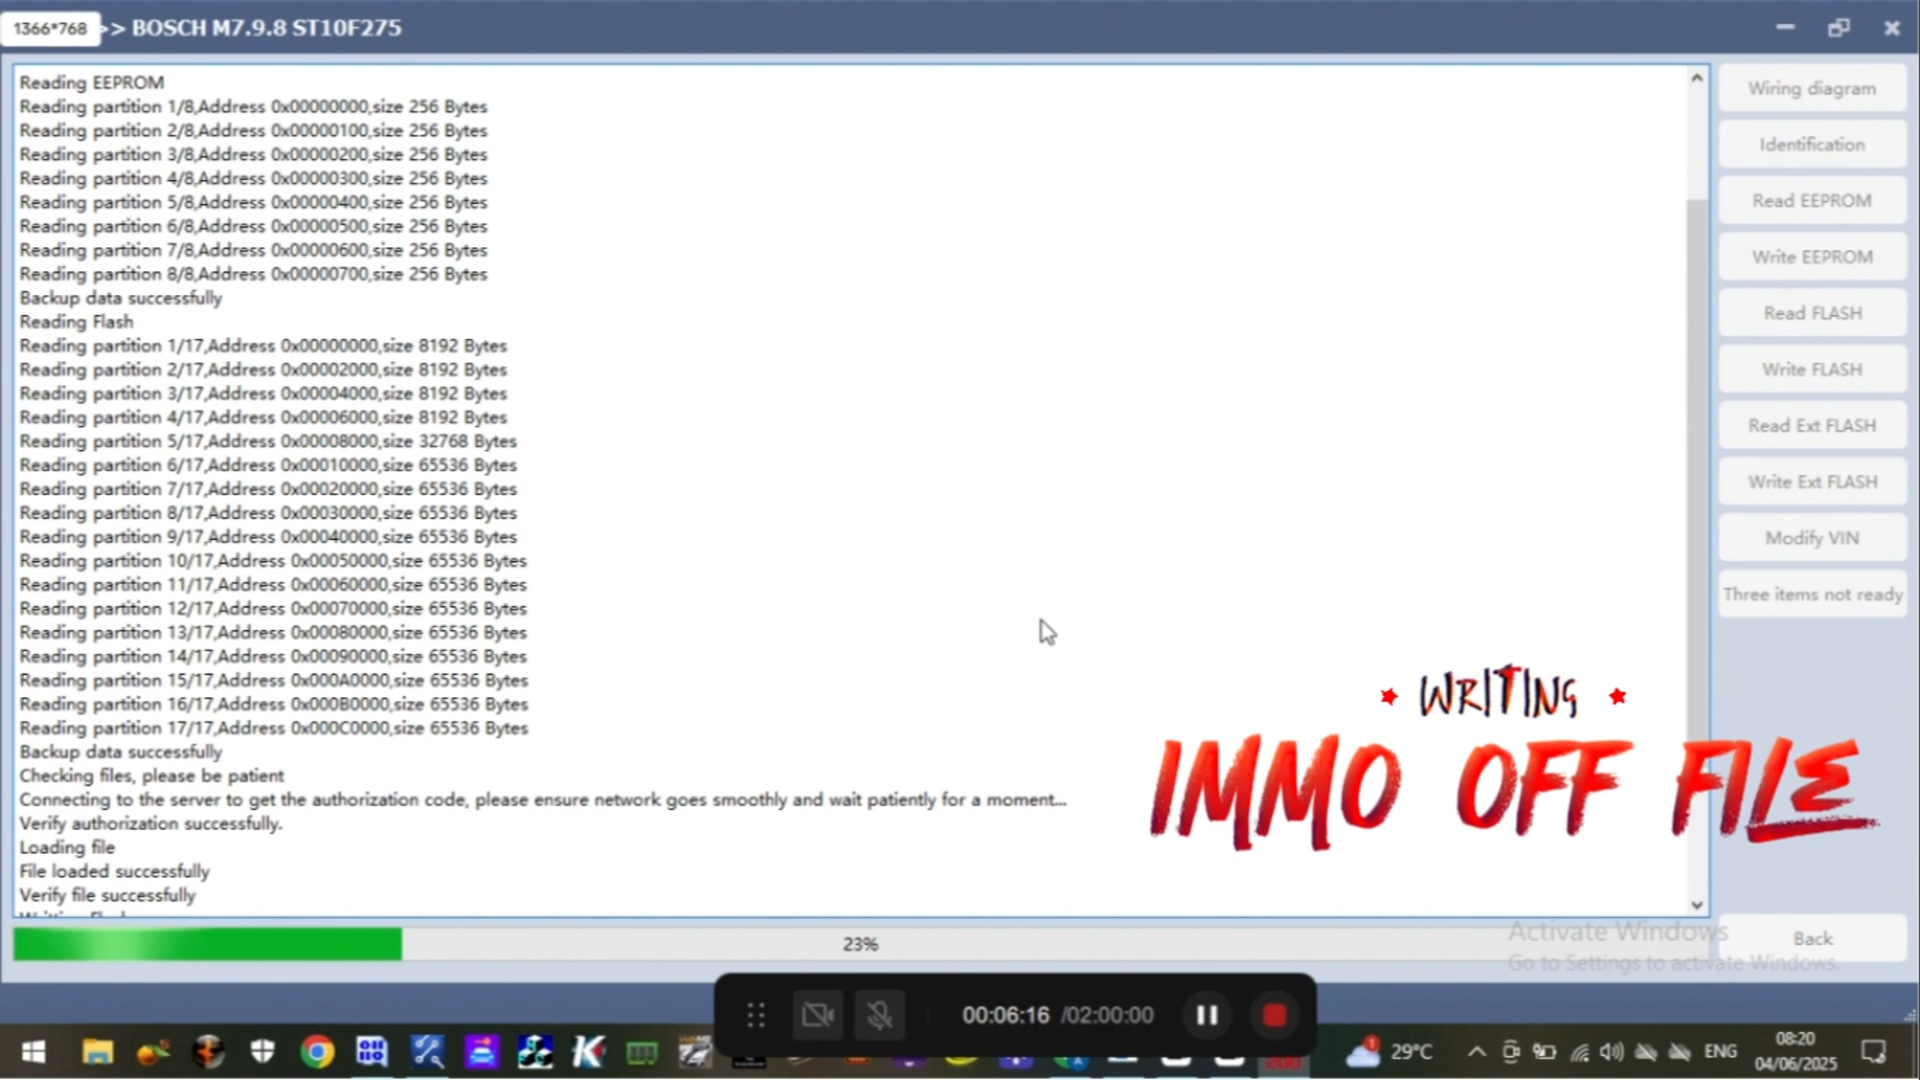 1366*768 >> BOSCH M7.9.8 ST10F275
Reading EEPROM
Reading partition 1/8,Address 0x00000000,size 256 Bytes
Reading partition 2/8,Address 0x00000100,size 256 Bytes
Reading partition 3/8,Address 0x00000200,size 256 Bytes
Reading partition 4/8,Address 0x00000300,size 256 Bytes
Reading partition 5/8,Address 0x00000400,size 256 Bytes
Reading partition 6/8,Address 0x00000500,size 256 Bytes
Reading partition 7/8,Address 0x00000600,size 256 Bytes
Reading partition 8/8,Address 0x00000700,size 256 Bytes
Backup data successfully
Reading Flash
Reading partition 1/17,Address 0x00000000,size 8192 Bytes
Reading partition 2/17,Address 0x00002000,size 8192 Bytes
Reading partition 3/17,Address 0x00004000,size 8192 Bytes
Reading partition 4/17,Address 0x00006000,size 8192 Bytes
Reading partition 5/17,Address 0x00008000,size 32768 Bytes
Reading partition 6/17,Address 0x00010000,size 65536 Bytes
Reading partition 7/17,Address 0x00020000,size 65536 Bytes
Reading partition 8/17,Address 0x00030000,size 65536 Bytes
Reading partition 9/17,Address 0x00040000,size 65536 Bytes
Reading partition 10/17,Address 0x00050000,size 65536 Bytes
Reading partition 11/17,Address 0x00060000,size 65536 Bytes
Reading partition 12/17,Address 0x00070000,size 65536 Bytes
Reading partition 13/17,Address 0x00080000,size 65536 Bytes
Reading partition 14/17,Address 0x00090000,size 65536 Bytes
Reading partition 15/17,Address 0x000A0000,size 65536 Bytes
Reading partition 16/17,Address 0x000B0000,size 65536 Bytes
Reading partition 17/17,Address 0x000C0000,size 65536 Bytes
Backup data successfully
Checking files, please be patient
Connecting to the server to get the authorization code, please ensure network goes smoothly and wait patiently for a moment...
Verify authorization successfully.
Loading file
File loaded successfully
Verify file successfully
Wiring diagram
Identification
Read EEPROM
Write EEPROM
Read FLASH
Write FLASH
Read Ext FLASH
Write Ext FLASH
Modify VIN
Three items not ready
WRITING
IMMO OFF FILE
23%
Activate Windows
Go to Settings to activate Windows.
Back
00:06:16 /02:00:00
29°C
ENG
08:20
04/06/2025